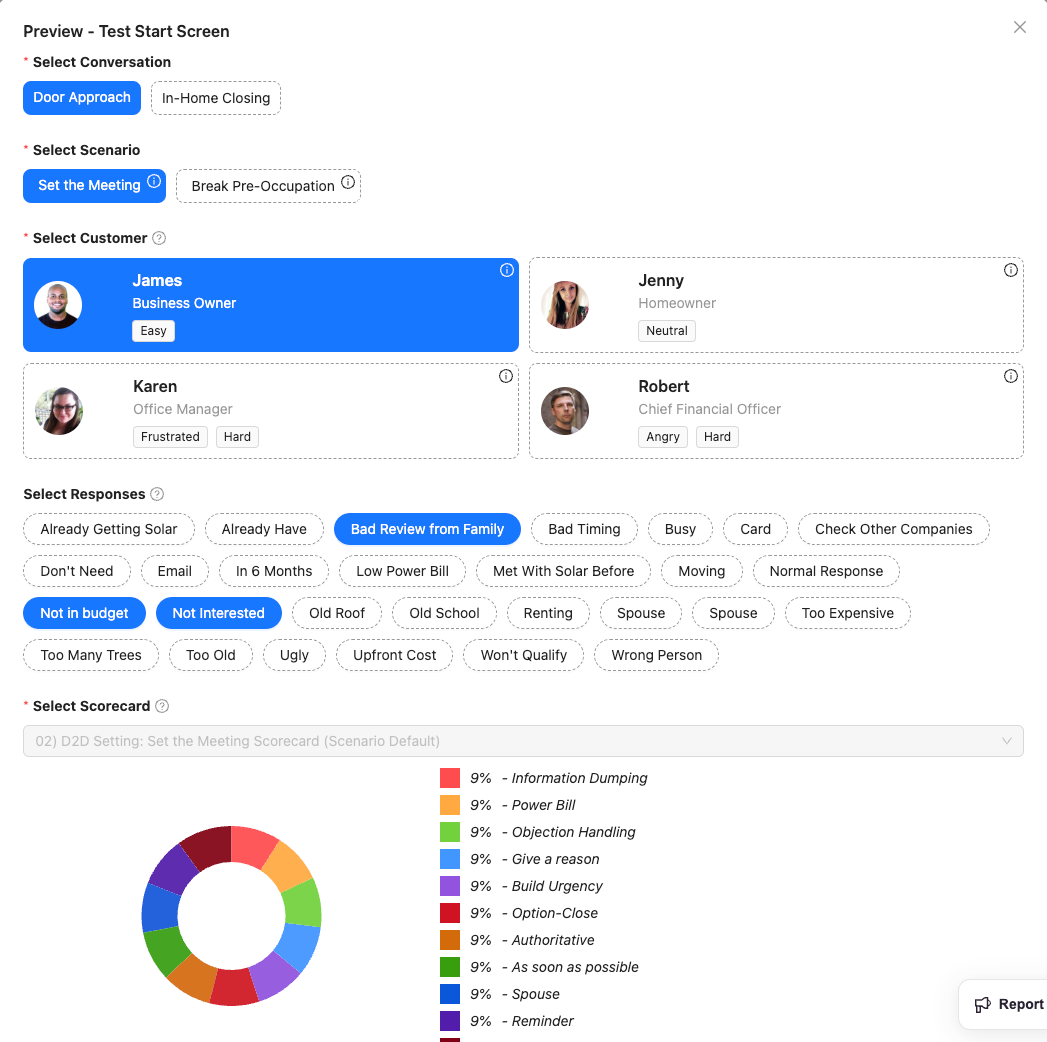 Preview - Test Start Screen
* Select Conversation
Door Approach In-Home Closing
* Select Scenario
Set the Meeting Break Pre-Occupation
* Select Customer
James
Business Owner
Easy
Jenny
Homeowner
Neutral
Karen
Office Manager
Frustrated Hard
Robert
Chief Financial Officer
Angry Hard
Select Responses
Already Getting Solar Already Have Bad Review from Family Bad Timing Busy Card Check Other Companies
Don't Need Email In 6 Months Low Power Bill Met With Solar Before Moving Normal Response
Not in budget Not Interested Old Roof Old School Renting Spouse Spouse Too Expensive
Too Many Trees Too Old Ugly Upfront Cost Won't Qualify Wrong Person
* Select Scorecard
02) D2D Setting: Set the Meeting Scorecard (Scenario Default)
9% - Information Dumping
9% - Power Bill
9% - Objection Handling
9% - Give a reason
9% - Build Urgency
9% - Option-Close
9% - Authoritative
9% - As soon as possible
9% - Spouse
9% - Reminder
Report